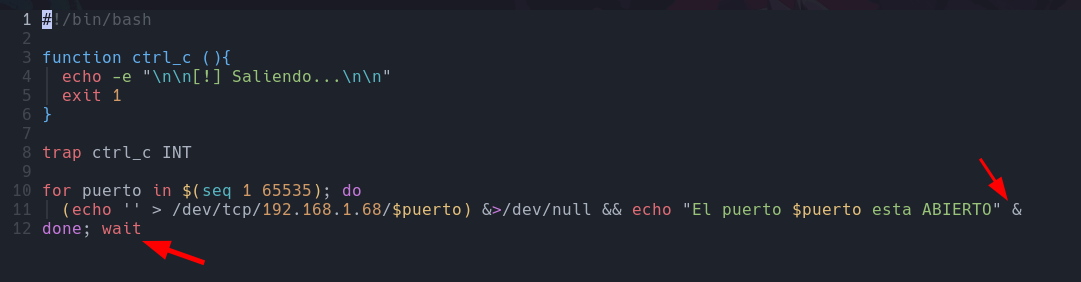 1 #!/bin/bash
2
3 function ctrl_c (){
4   echo -e "\n\n[!] Saliendo...\n\n"
5   exit 1
6 }
7
8 trap ctrl_c INT
9
10 for puerto in $(seq 1 65535); do
11   (echo '' > /dev/tcp/192.168.1.68/$puerto) &>/dev/null && echo "El puerto $puerto esta ABIERTO" &
12 done; wait